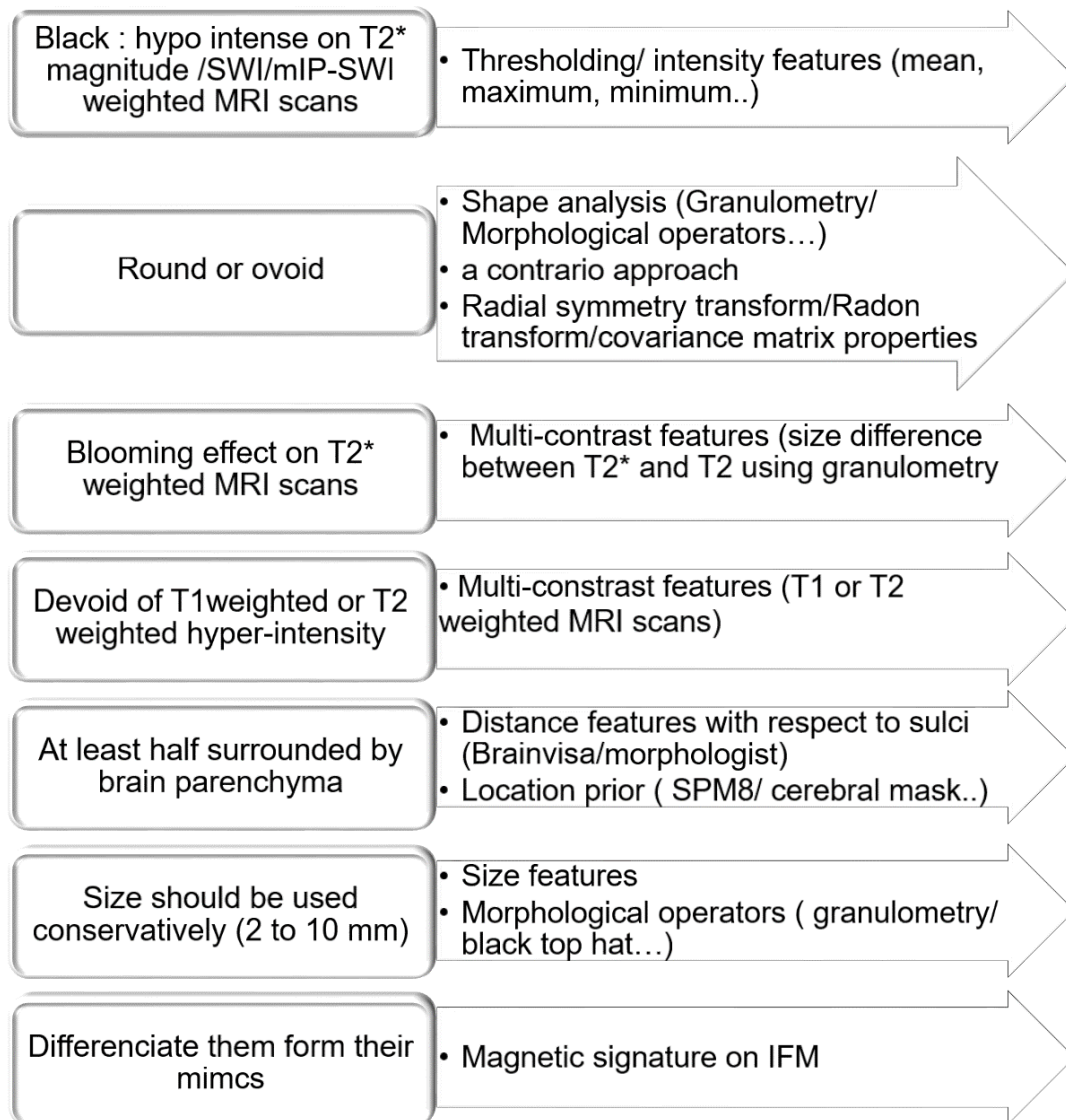 Black : hypo intense on T2*
magnitude /SWI/mIP-SWI
weighted MRI scans
• Thresholding/ intensity features (mean,
maximum, minimum..)
Round or ovoid
• Shape analysis (Granulometry/
Morphological operators…)
• a contrario approach
• Radial symmetry transform/Radon
transform/covariance matrix properties
Blooming effect on T2*
weighted MRI scans
• Multi-contrast features (size difference
between T2* and T2 using granulometry
Devoid of T1weighted or T2
weighted hyper-intensity
• Multi-constrast features (T1 or T2
weighted MRI scans)
At least half surrounded by
brain parenchyma
• Distance features with respect to sulci
(Brainvisa/morphologist)
• Location prior ( SPM8/ cerebral mask..)
Size should be used
conservatively (2 to 10 mm)
• Size features
• Morphological operators ( granulometry/
black top hat…)
Differenciate them form their
mimcs
• Magnetic signature on IFM